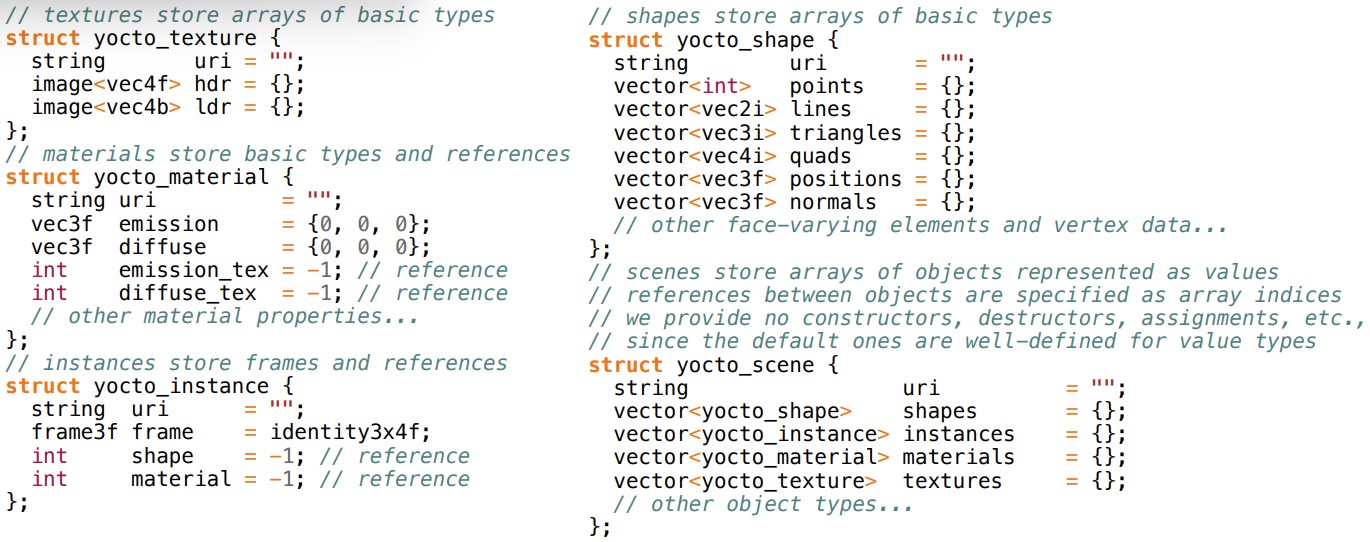 // textures store arrays of basic types
struct yocto_texture {
  string       uri = "";
  image<vec4f> hdr = {};
  image<vec4b> ldr = {};
};
// materials store basic types and references
struct yocto_material {
  string uri          = "";
  vec3f  emission     = {0, 0, 0};
  vec3f  diffuse      = {0, 0, 0};
  int    emission_tex = -1; // reference
  int    diffuse_tex  = -1; // reference
  // other material properties...
};
// instances store frames and references
struct yocto_instance {
  string  uri      = "";
  frame3f frame    = identity3x4f;
  int     shape    = -1; // reference
  int     material = -1; // reference
};
// shapes store arrays of basic types
struct yocto_shape {
  string        uri       = "";
  vector<int>   points    = {};
  vector<vec2i> lines     = {};
  vector<vec3i> triangles = {};
  vector<vec4i> quads     = {};
  vector<vec3f> positions = {};
  vector<vec3f> normals   = {};
  // other face-varying elements and vertex data...
};
// scenes store arrays of objects represented as values
// references between objects are specified as array indices
// we provide no constructors, destructors, assignments, etc.,
// since the default ones are well-defined for value types
struct yocto_scene {
  string                 uri          = "";
  vector<yocto_shape>    shapes       = {};
  vector<yocto_instance> instances    = {};
  vector<yocto_material> materials    = {};
  vector<yocto_texture>  textures     = {};
  // other object types...
};